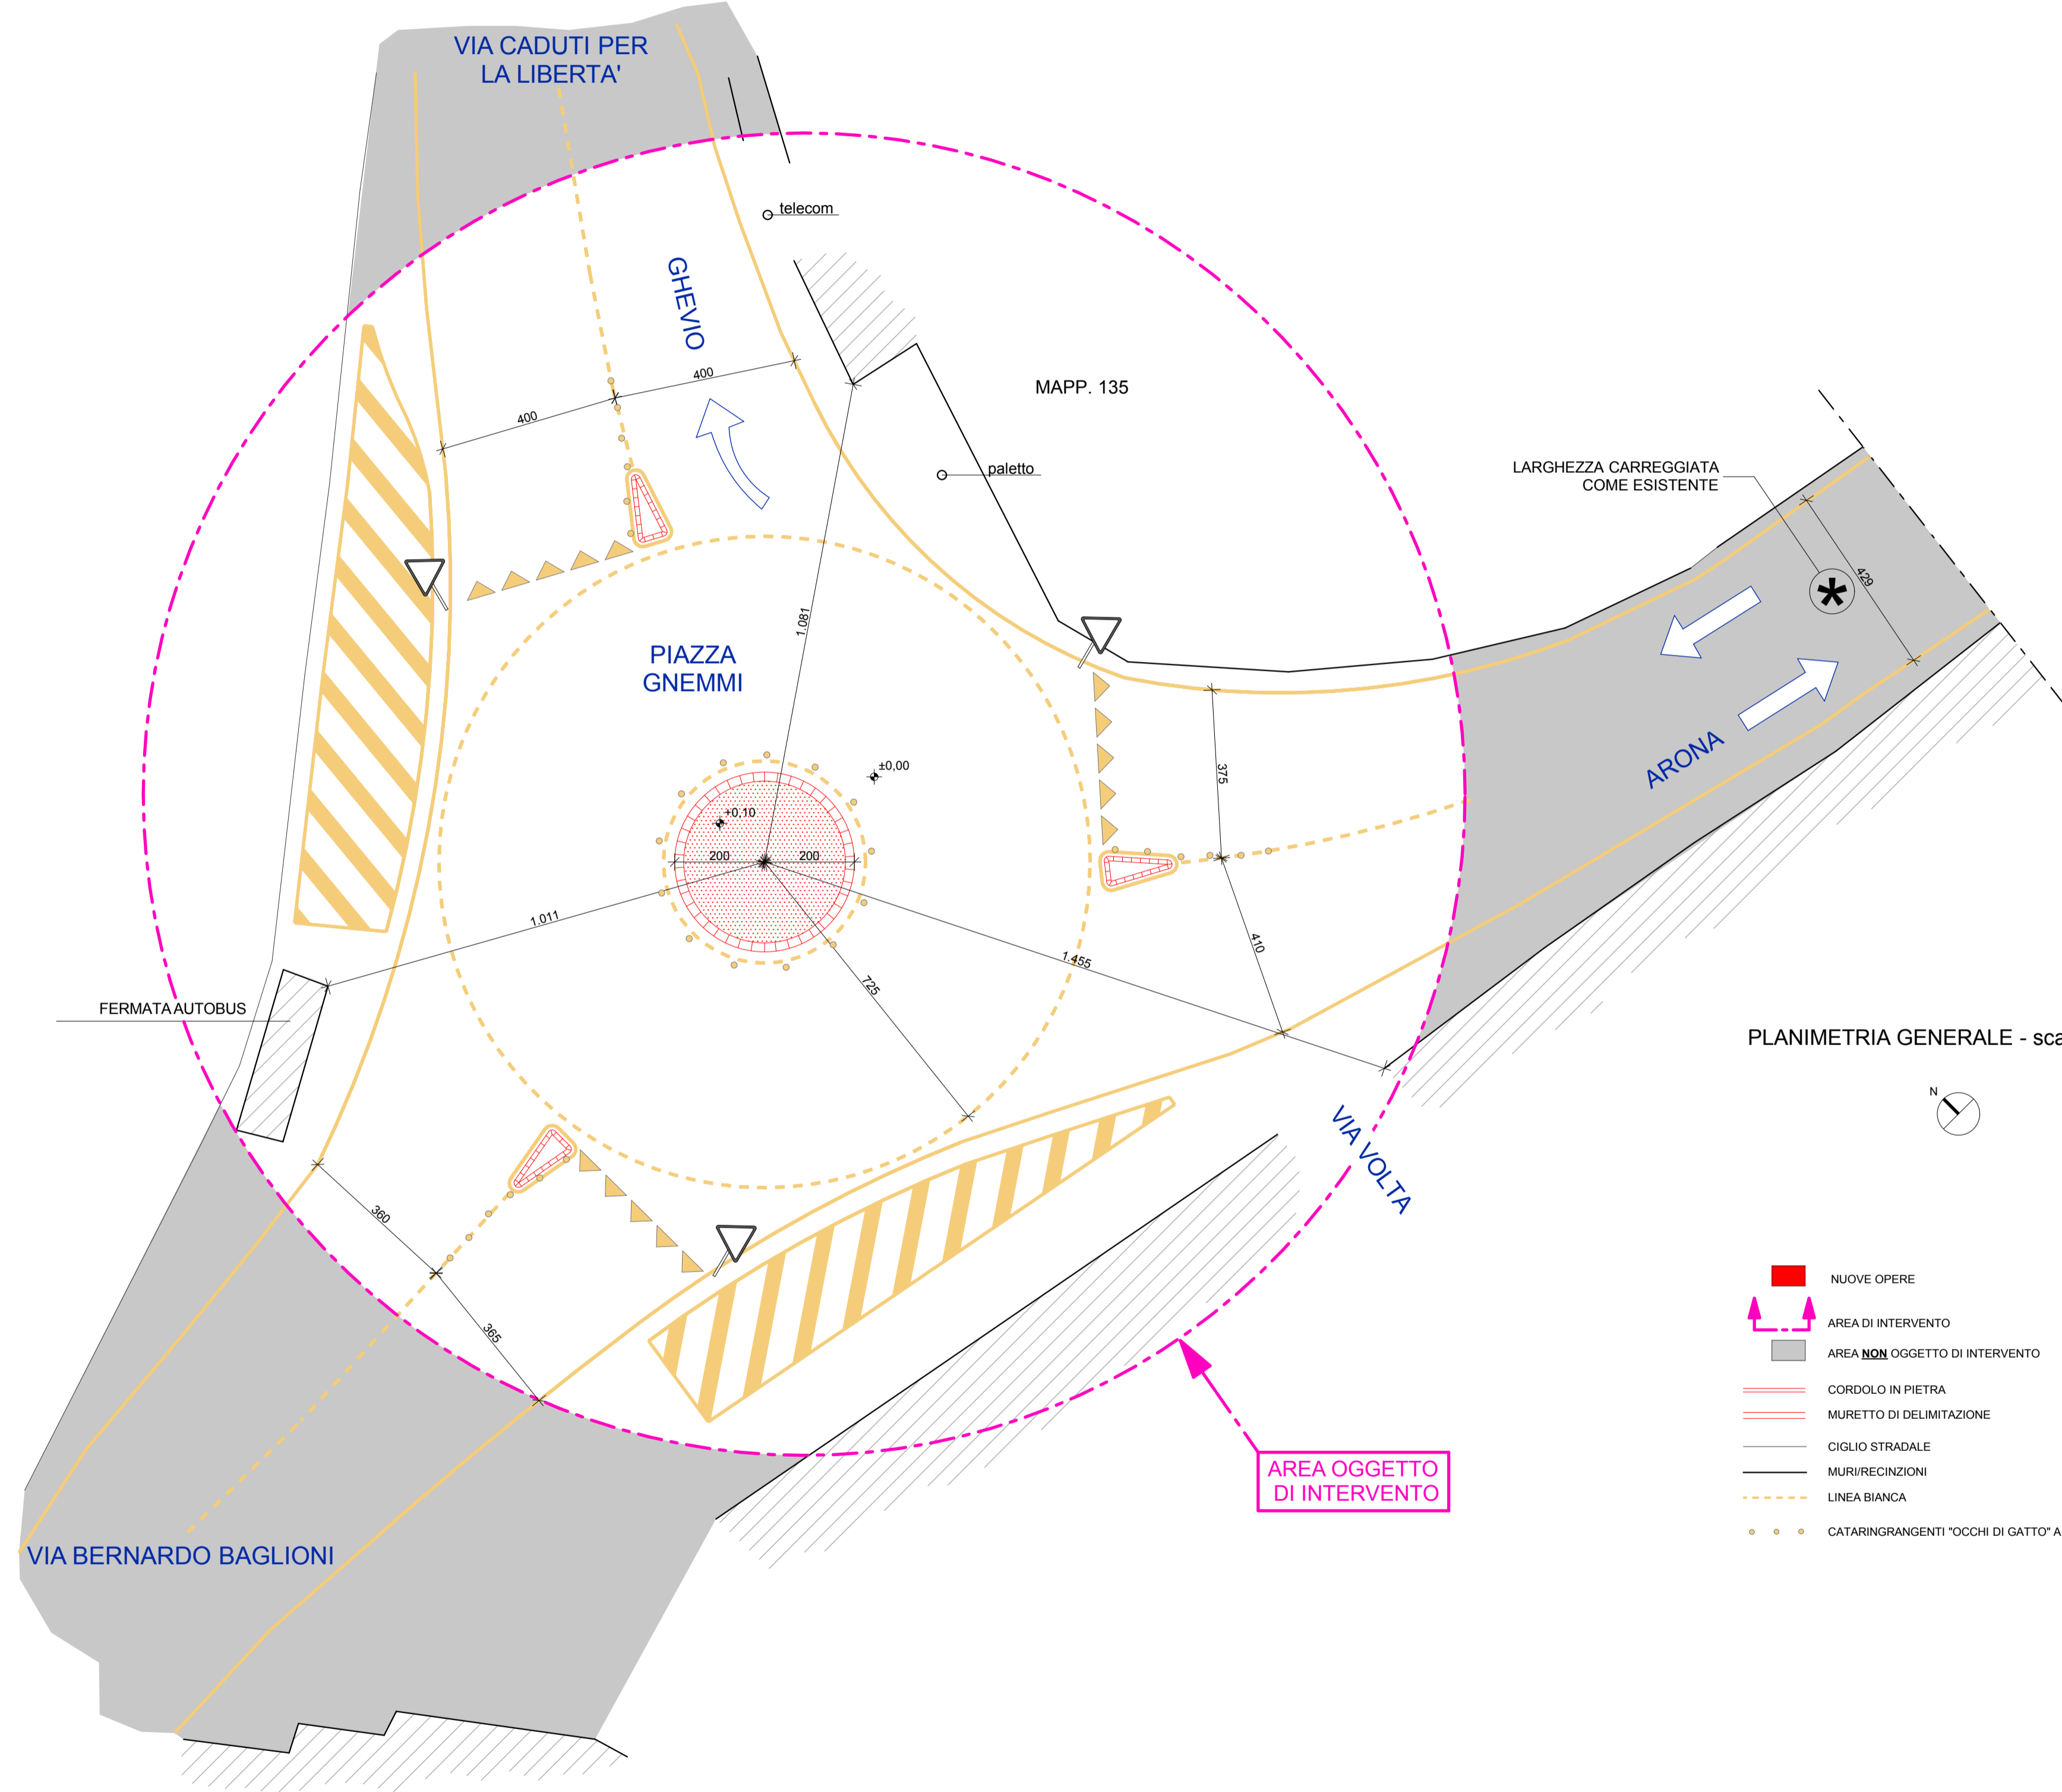 VIA CADUTI PER
LA LIBERTA'
telecom
GHEVIO
400
400
MAPP. 135
paletto
LARGHEZZA CARREGGIATA
COME ESISTENTE
*
429
1.081
PIAZZA
GNEMMI
±0,00
375
ARONA
+0,10
200
200
1.011
410
1.455
725
FERMATA AUTOBUS
PLANIMETRIA GENERALE - sca
N
VIA VOLTA
360
365
NUOVE OPERE
AREA DI INTERVENTO
AREA NON OGGETTO DI INTERVENTO
CORDOLO IN PIETRA
MURETTO DI DELIMITAZIONE
CIGLIO STRADALE
MURI/RECINZIONI
LINEA BIANCA
CATARINGRANGENTI "OCCHI DI GATTO" A
AREA OGGETTO
DI INTERVENTO
VIA BERNARDO BAGLIONI